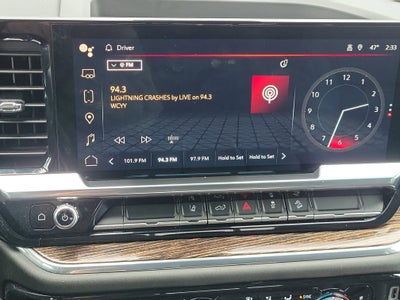 Driver
47°
2:33
FM
94.3
LIGHTNING CRASHES by LIVE on 94.3
WCYY
12
1
2
3
4
5
6
7
8
9
10
11
101.9 FM
94.3 FM
97.9 FM
Hold to Set
Hold to Set